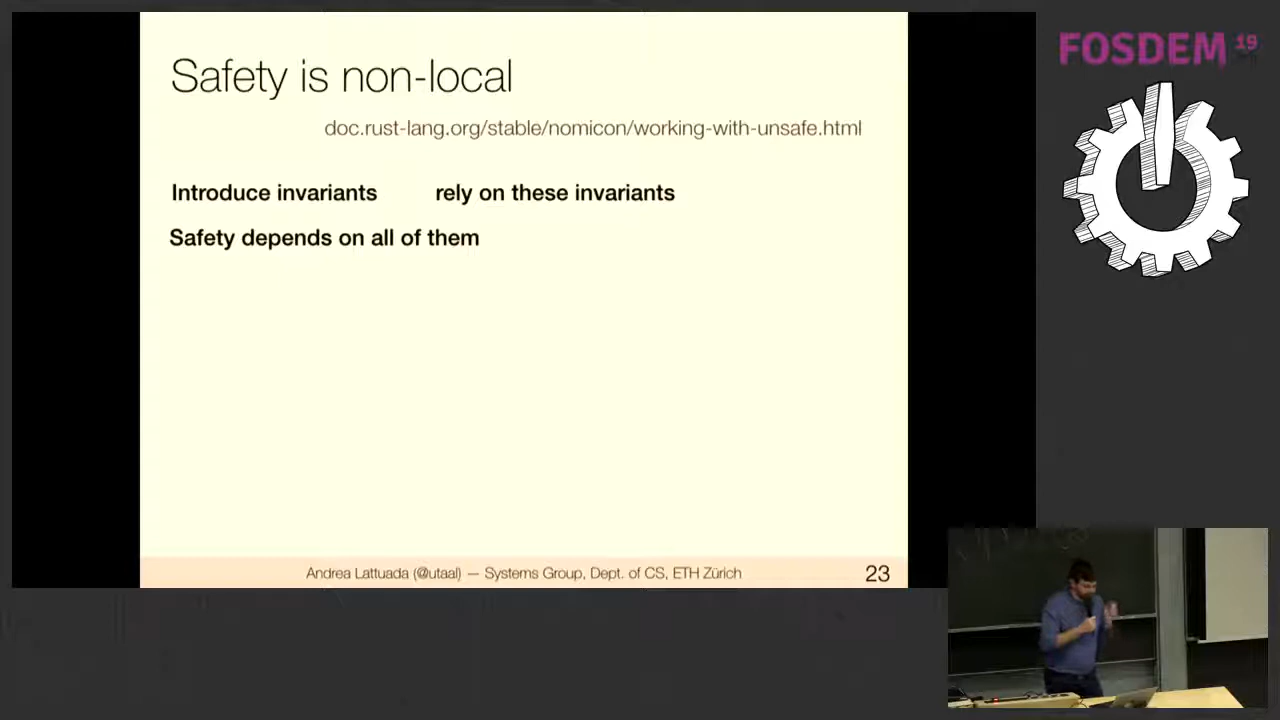 Safety is non-local
doc.rust-lang.org/stable/nomicon/working-with-unsafe.html
Introduce invariants rely on these invariants
Safety depends on all of them
Andrea Lattuada (@utaal) — Systems Group, Dept. of CS, ETH Zürich 23
FOSDEM 19